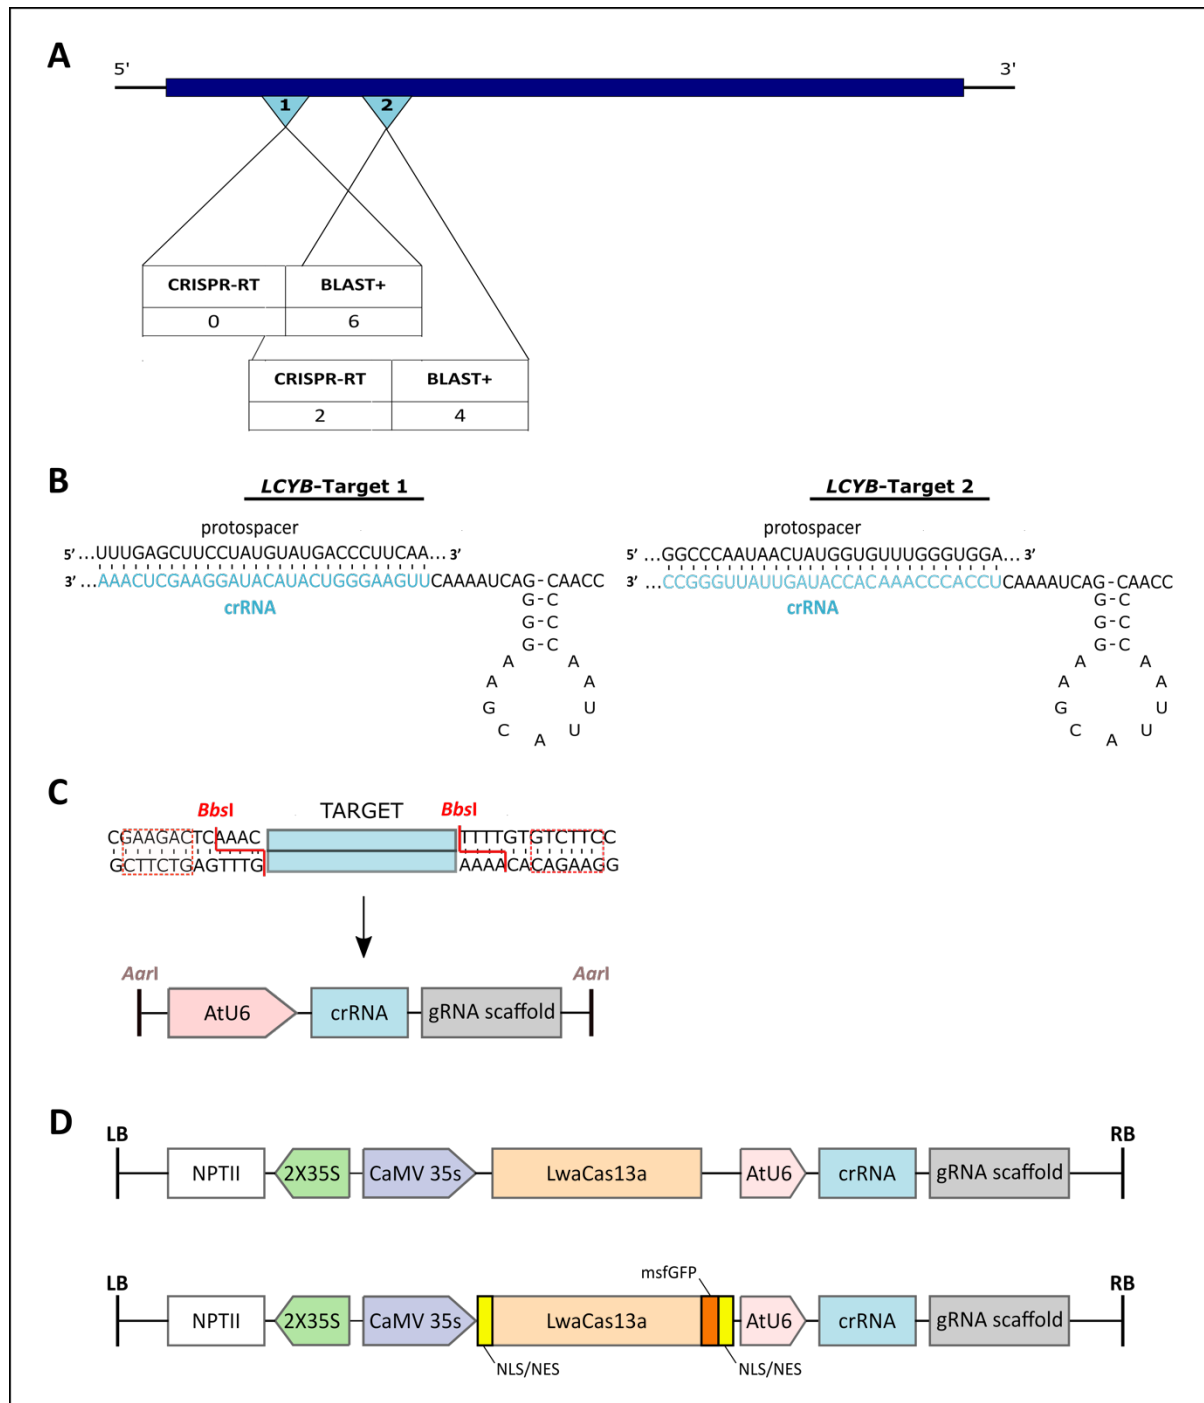 A
5'
3'
1
2
CRISPR-RT BLAST+
0 6
CRISPR-RT BLAST+
2 4
B
LCYB-Target 1
protospacer
5' ...UUUGAGCUUCCUAUGUAUGACCCUUCAA... 3'
3' ...AAACUCGAAGGAUACAUACUGGGAAGUUCAAAAUCAG-CAACC
crRNA
G-C
G-C
G-C
A A
A A
G U
C U
A
LCYB-Target 2
protospacer
5' ...GGCCCAAUAACUAUGGUGUUUGGGUGGA... 3'
3' ...CCGGGUUAUUGAUACCACAAACCCACCUCAAAAUCAG-CAACC
crRNA
G-C
G-C
G-C
A A
A A
G U
C U
A
C
BbsI TARGET BbsI
CGAAGACTCAAAC TTTTGTGTCTTCC
GCTTCTGAGTTTG AAAACACAGAAGG
AarI AarI
AtU6 crRNA gRNA scaffold
D
LB RB
NPTII 2X35S CaMV 35s LwaCas13a AtU6 crRNA gRNA scaffold
msfGFP
LB RB
NPTII 2X35S CaMV 35s LwaCas13a AtU6 crRNA gRNA scaffold
NLS/NES NLS/NES